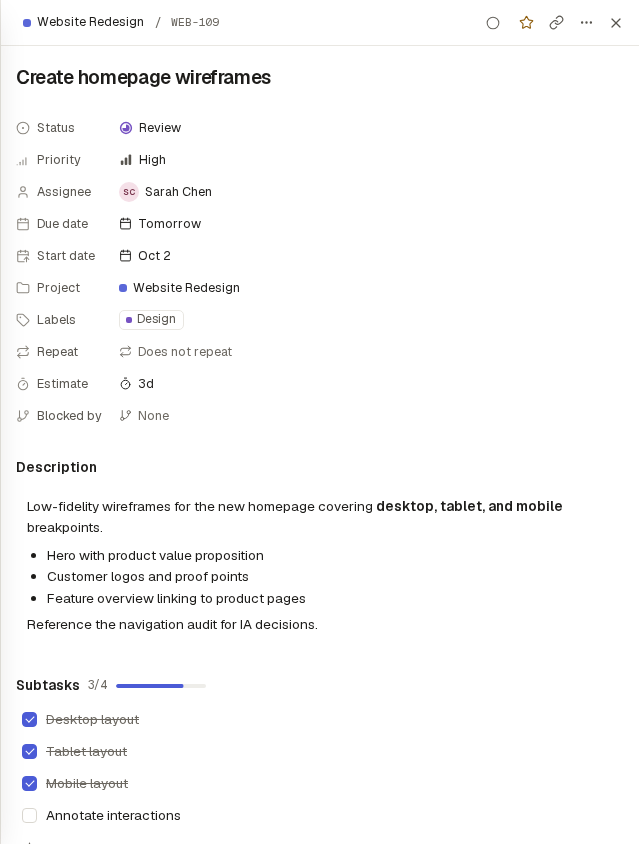 Website Redesign / WEB-109
Create homepage wireframes
Status Review
Priority High
Assignee SC Sarah Chen
Due date Tomorrow
Start date Oct 2
Project Website Redesign
Labels Design
Repeat Does not repeat
Estimate 3d
Blocked by None
Description
Low-fidelity wireframes for the new homepage covering desktop, tablet, and mobile
breakpoints.
Hero with product value proposition
Customer logos and proof points
Feature overview linking to product pages
Reference the navigation audit for IA decisions.
Subtasks 3/4
Desktop layout
Tablet layout
Mobile layout
Annotate interactions